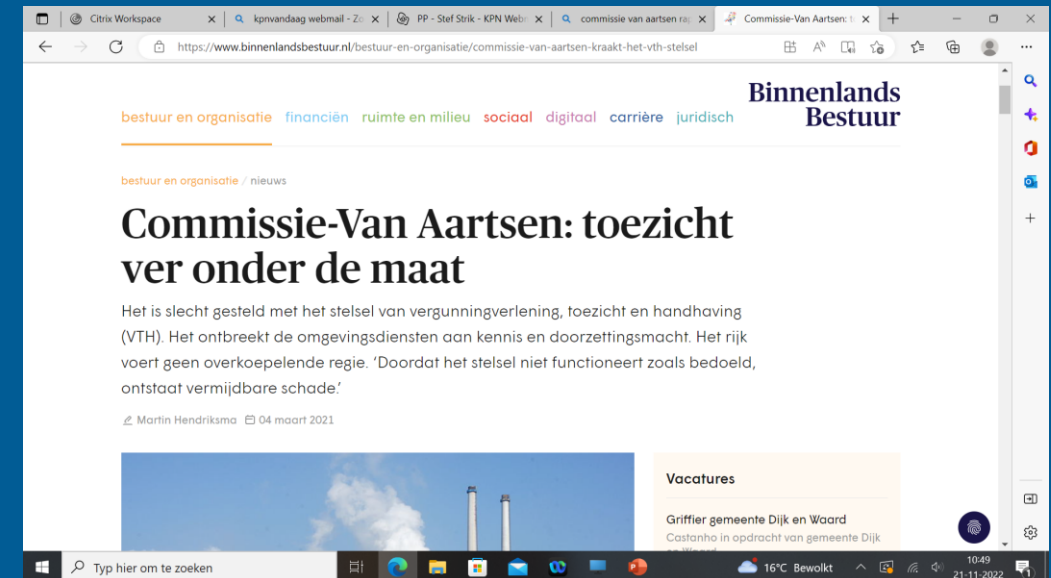 Citrix Workspace
kpnvandaag webmail - Zo
PP - Stef Strik - KPN Webm
commissie van aartsen rap
Commissie-Van Aartsen: t
https://www.binnenlandsbestuur.nl/bestuur-en-organisatie/commissie-van-aartsen-kraakt-het-vth-stelsel
Binnenlands
Bestuur
bestuur en organisatie financiën ruimte en milieu sociaal digitaal carrière juridisch
bestuur en organisatie / nieuws
Commissie-Van Aartsen: toezicht
ver onder de maat
Het is slecht gesteld met het stelsel van vergunningverlening, toezicht en handhaving
(VTH). Het ontbreekt de omgevingsdiensten aan kennis en doorzettingsmacht. Het rijk
voert geen overkoepelende regie. ‘Doordat het stelsel niet functioneert zoals bedoeld,
ontstaat vermijdbare schade.’
Martin Hendriksma 04 maart 2021
Vacatures
Griffier gemeente Dijk en Waard
Castanho in opdracht van gemeente Dijk
en Waard
Typ hier om te zoeken
16°C Bewolkt
10:49
21-11-2022